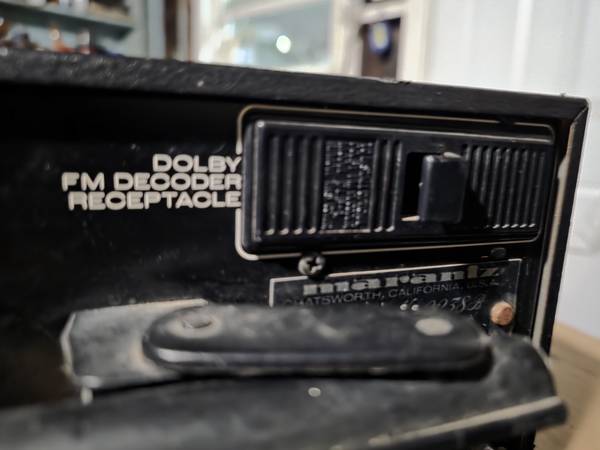 DOLBY
FM DECODER
RECEPTACLE
marantz
CHATSWORTH, CALIFORNIA, U.S.A.